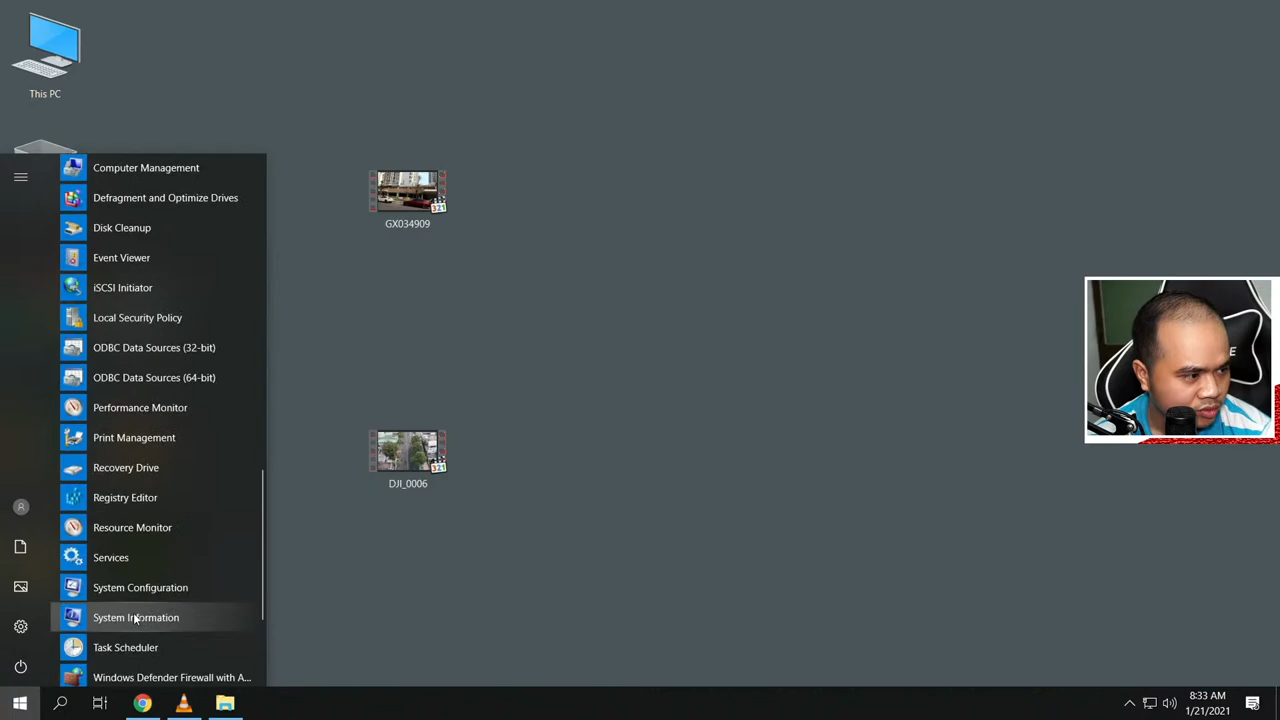 This PC
Computer Management
Defragment and Optimize Drives
Disk Cleanup
Event Viewer
iSCSI Initiator
Local Security Policy
ODBC Data Sources (32-bit)
ODBC Data Sources (64-bit)
Performance Monitor
Print Management
Recovery Drive
Registry Editor
Resource Monitor
Services
System Configuration
System Information
Task Scheduler
Windows Defender Firewall with A...
GX034909
321
DJI_0006
321
8:33 AM
1/21/2021